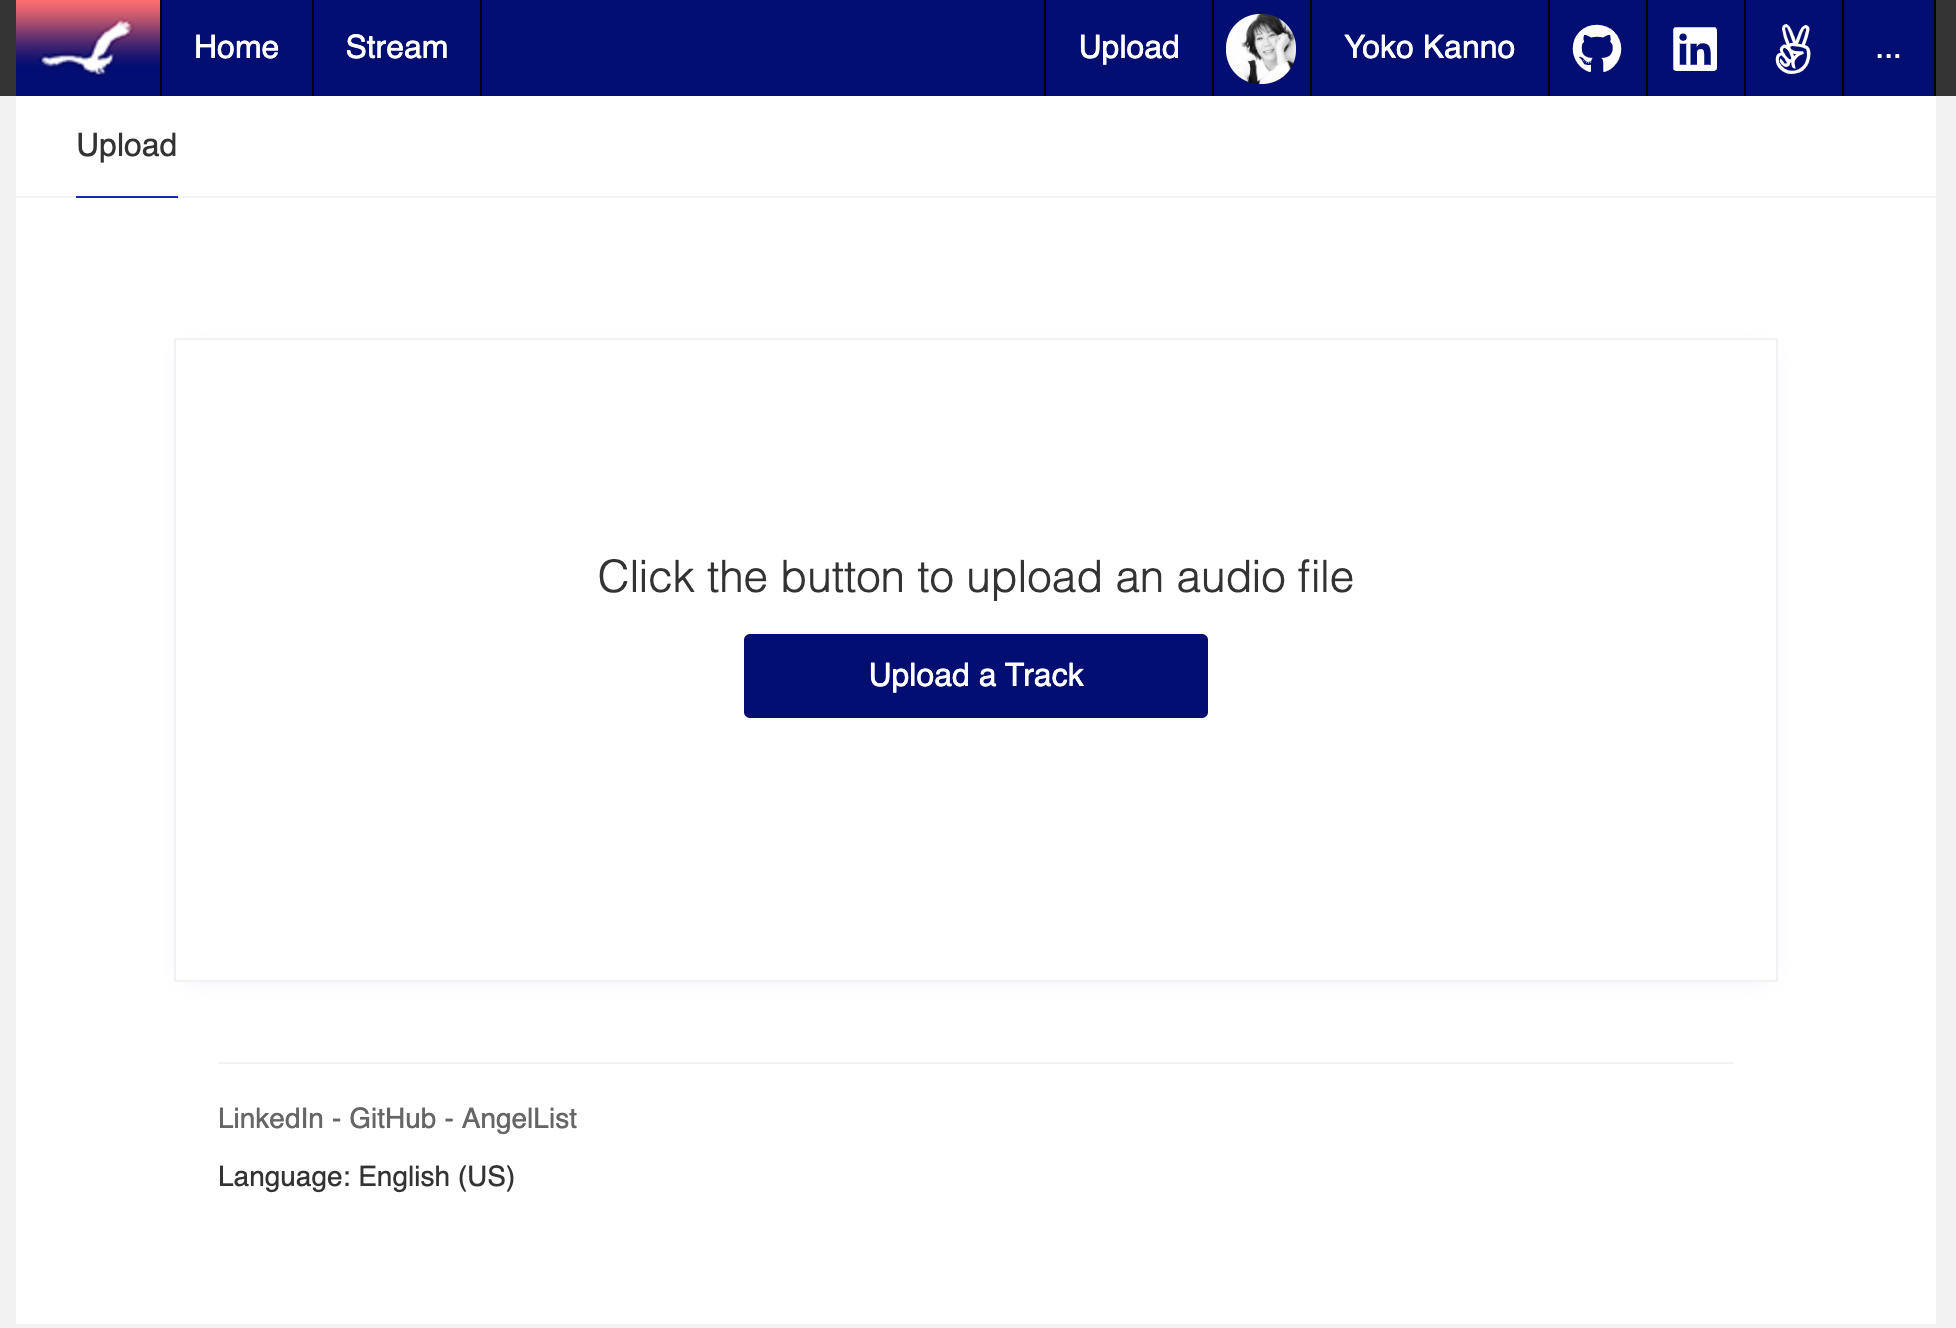 Home Stream Upload Yoko Kanno ...
Upload
Click the button to upload an audio file
Upload a Track
LinkedIn - GitHub - AngelList
Language: English (US)